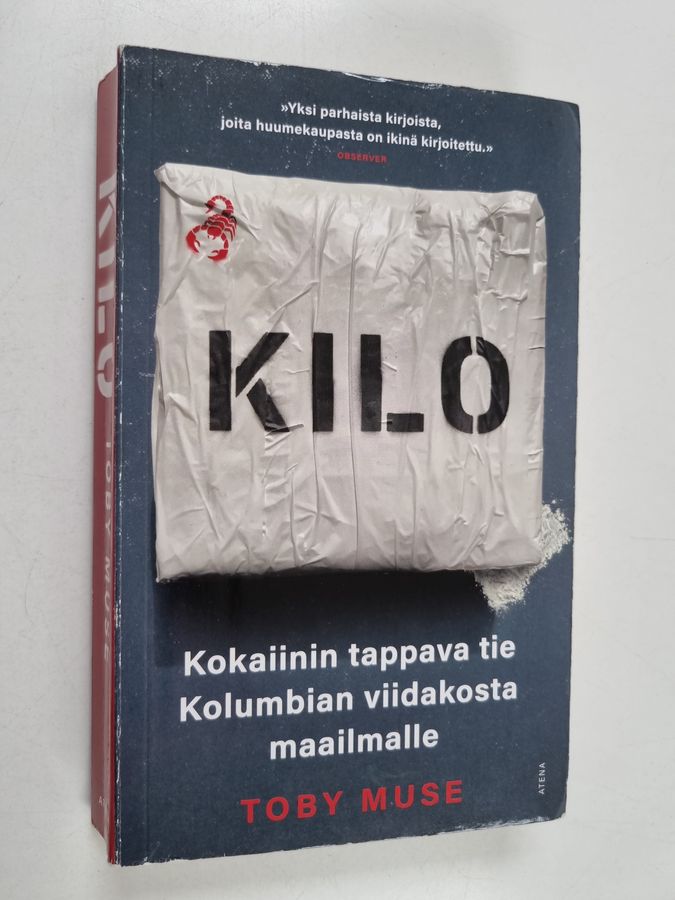 »Yksi parhaista kirjoista,
joita huumekaupasta on ikinä kirjoitettu.»
OBSERVER
KILO
Kokaiinin tappava tie
Kolumbian viidakosta
maailmalle
TOBY MUSE
ATENA
KILO
TOBY MUSE